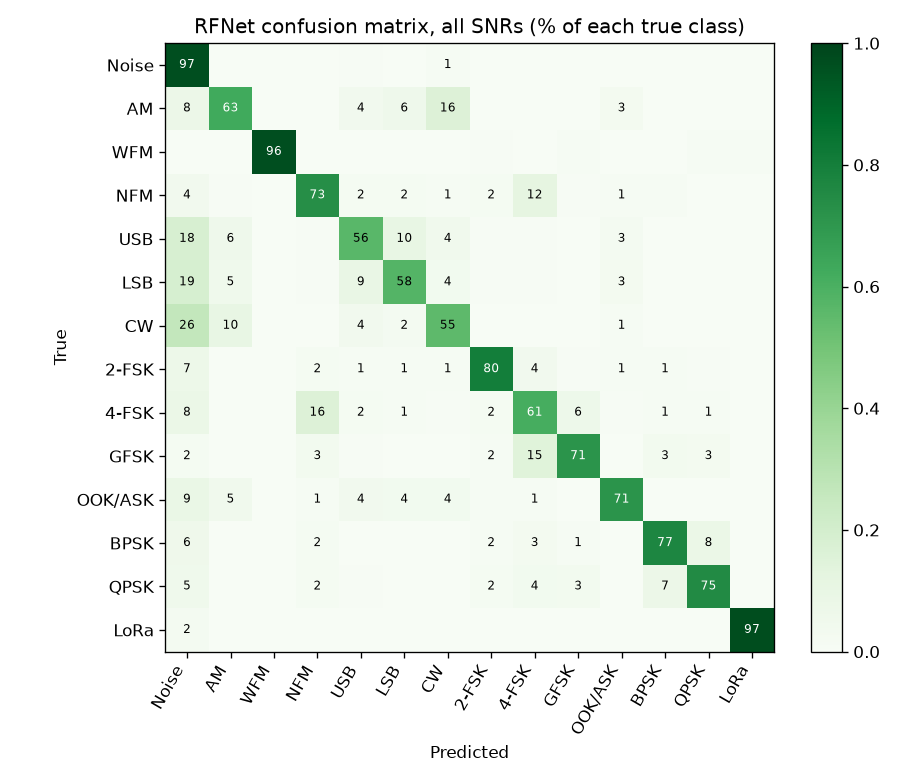 RFNet confusion matrix, all SNRs (% of each true class)
Noise 97 1
AM 8 63 4 6 16 3
WFM 96
NFM 4 73 2 2 1 2 12 1
USB 18 6 56 10 4 3
LSB 19 5 9 58 4 3
CW 26 10 4 2 55 1
2-FSK 7 2 1 1 1 80 4 1 1
4-FSK 8 16 2 1 2 61 6 1 1
GFSK 2 3 2 15 71 3 3
OOK/ASK 9 5 1 4 4 4 1 71
BPSK 6 2 2 3 1 77 8
QPSK 5 2 2 4 3 7 75
LoRa 2 97
True
Noise AM WFM NFM USB LSB CW 2-FSK 4-FSK GFSK OOK/ASK BPSK QPSK LoRa
Predicted
1.0
0.8
0.6
0.4
0.2
0.0